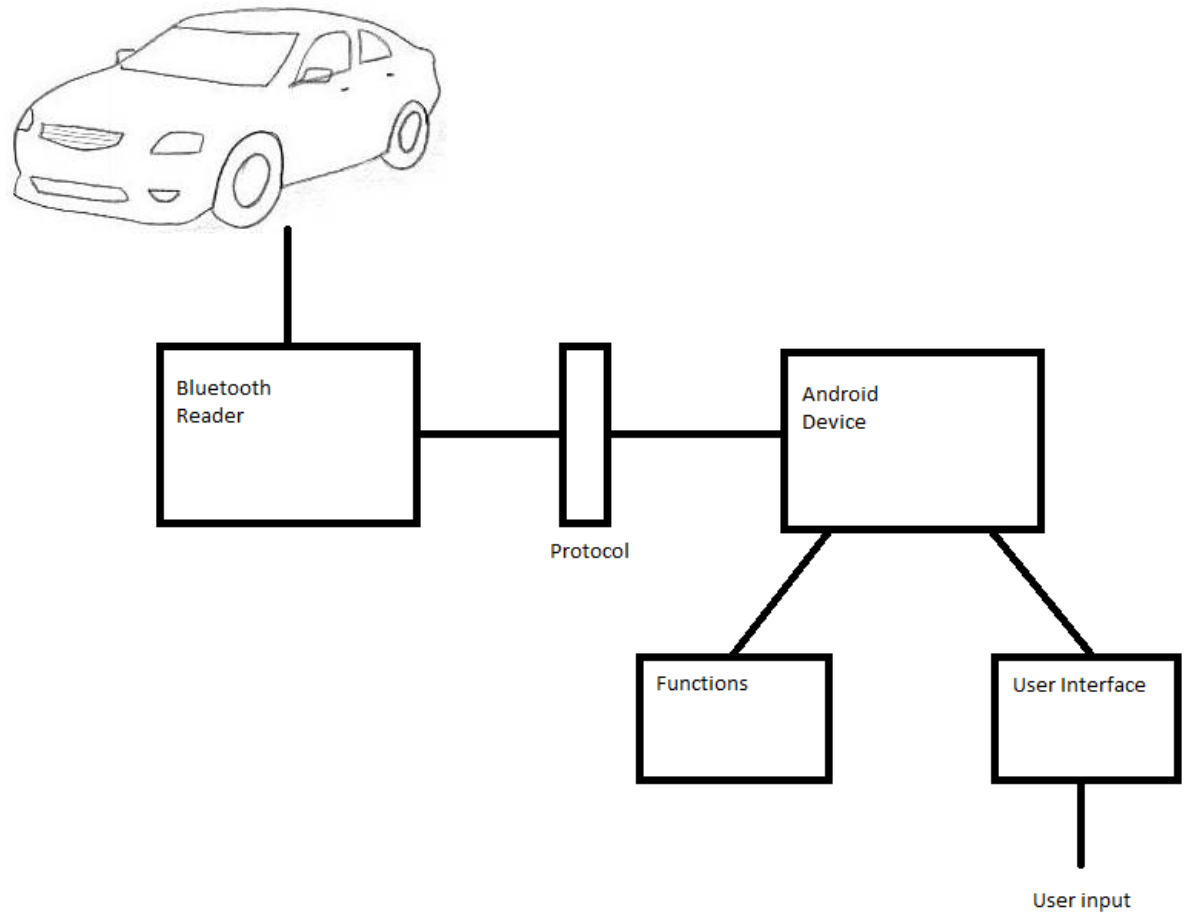 Bluetooth
Reader
Android
Device
Protocol
Functions
User Interface
User input